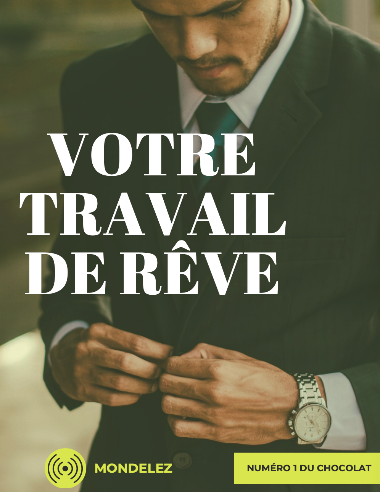 VOTRE
TRAVAIL
DE RÊVE
MONDELEZ
NUMÉRO 1 DU CHOCOLAT